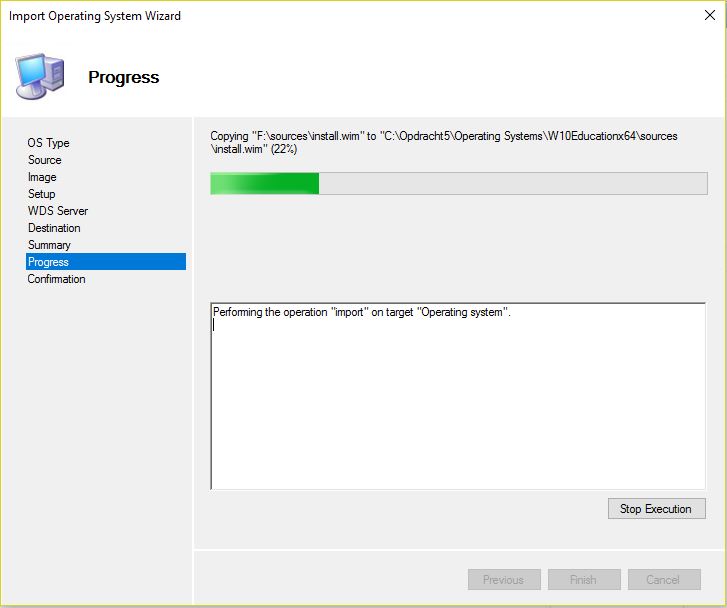 Import Operating System Wizard
Progress
OS Type
Source
Image
Setup
WDS Server
Destination
Summary
Progress
Confirmation
Copying "F:\sources\install.wim" to "C:\Opdracht5\Operating Systems\W10Educationx64\sources
\install.wim" (22%)
Performing the operation "import" on target "Operating system".
Stop Execution
Previous
Finish
Cancel